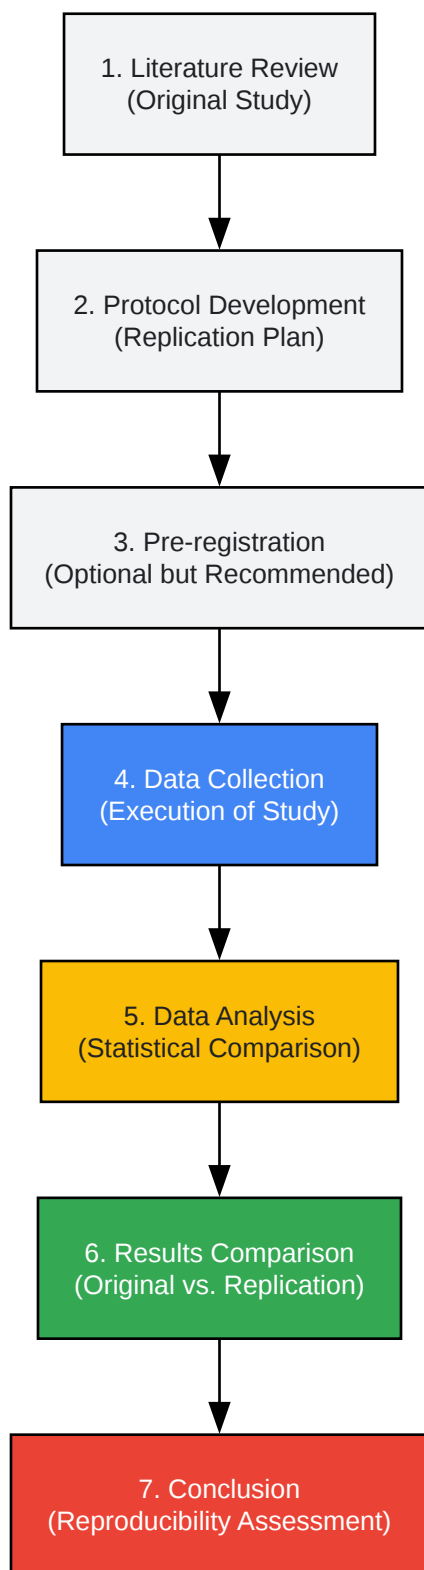 1. Literature Review
(Original Study)
2. Protocol Development
(Replication Plan)
3. Pre-registration
(Optional but Recommended)
4. Data Collection
(Execution of Study)
5. Data Analysis
(Statistical Comparison)
6. Results Comparison
(Original vs. Replication)
7. Conclusion
(Reproducibility Assessment)